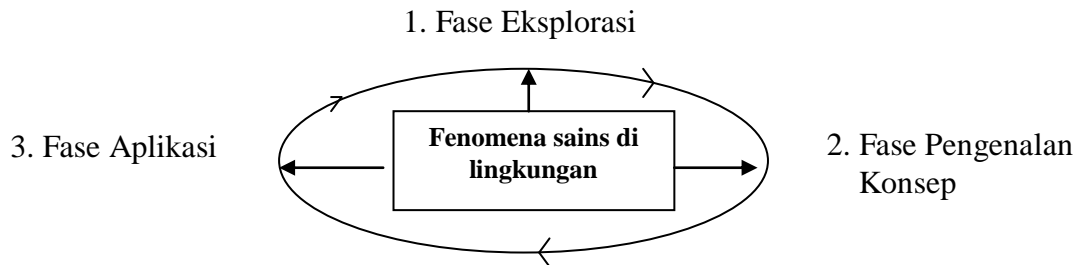 1. Fase Eksplorasi
3. Fase Aplikasi
Fenomena sains di
lingkungan
2. Fase Pengenalan
Konsep